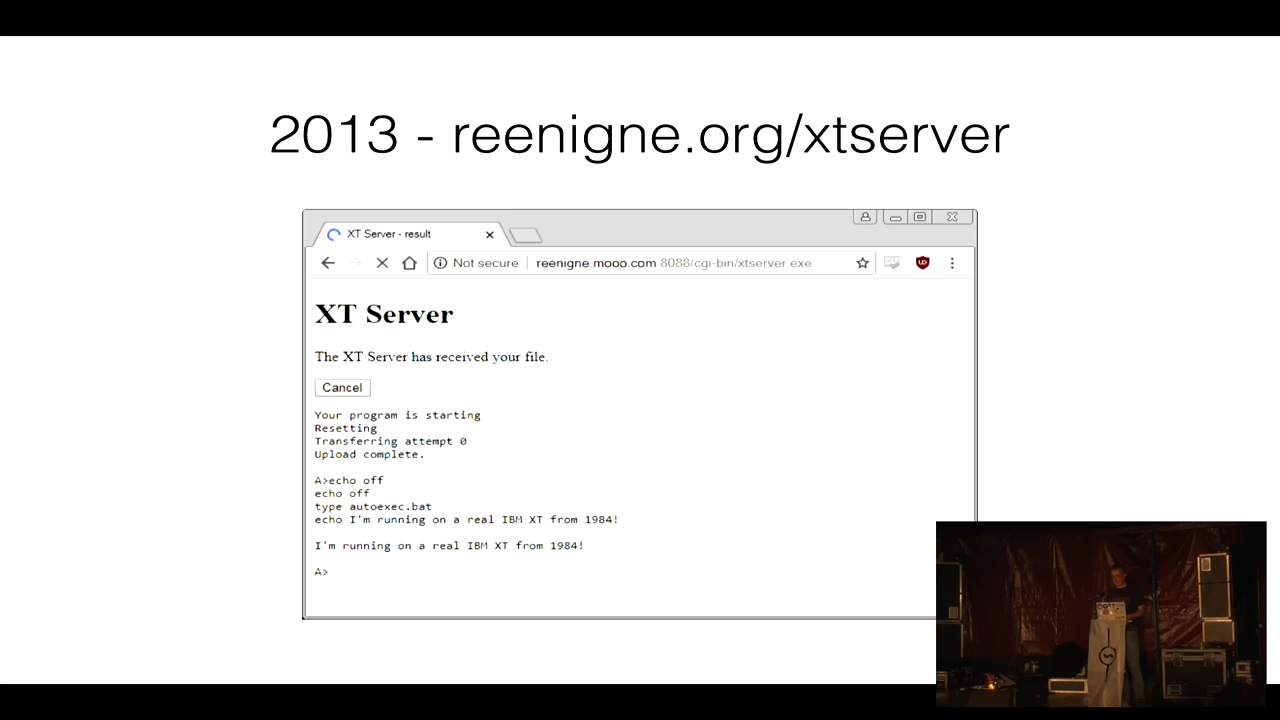 2013 - reenigne.org/xtserver
XT Server - result
Not secure reenigne.mooo.com:8088/cgi-bin/xtserver.exe
XT Server
The XT Server has received your file.
Cancel
Your program is starting
Resetting
Transferring attempt 0
Upload complete.
A>echo off
echo off
type autoexec.bat
echo I'm running on a real IBM XT from 1984!
I'm running on a real IBM XT from 1984!
A>